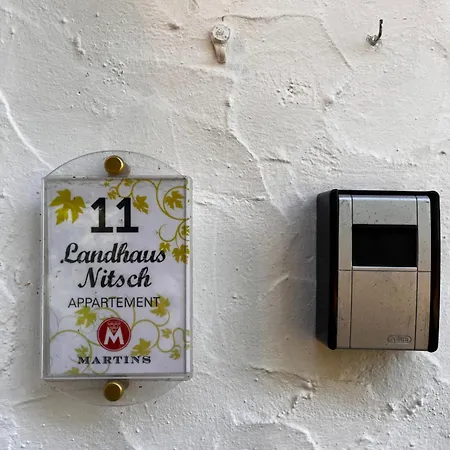 11
Landhaus
Nitsch
APPARTEMENT
M
MARTINS